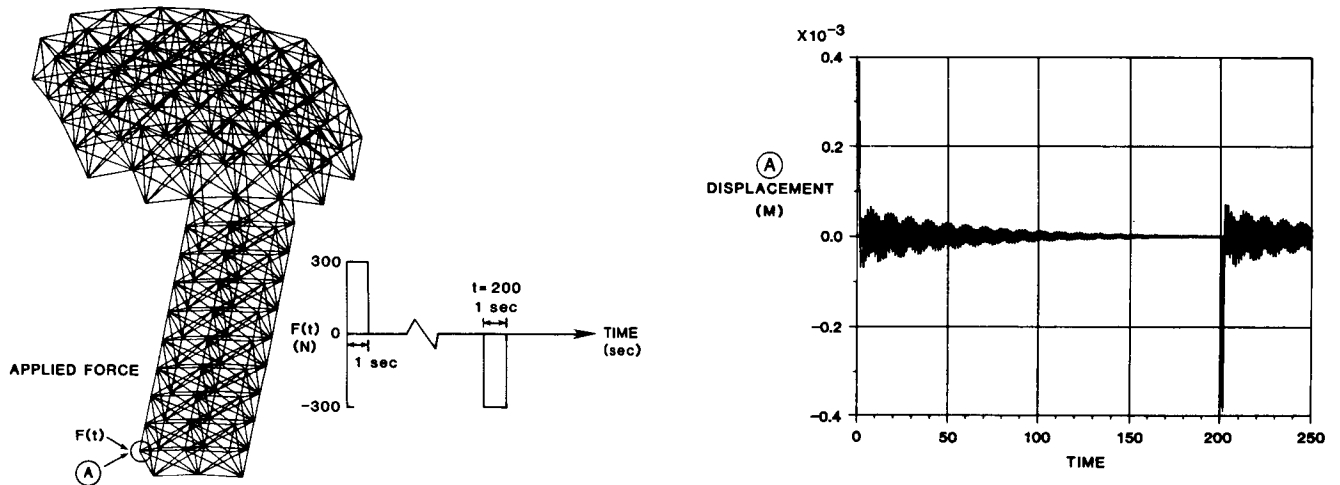 300
t=200
1 sec
F(t)
(N)
0
TIME
(sec)
1 sec
-300
APPLIED FORCE
F(t)
A
X10⁻³
0.4
0.2
A
DISPLACEMENT
(M)
0.0
-0.2
-0.4
0 50 100 150 200 250
TIME